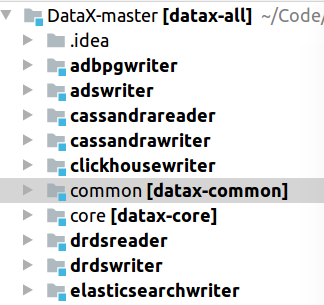 DataX-master [datax-all] ~/Code/
.idea
adbpgwriter
adswriter
cassandrareader
cassandrawriter
clickhousewriter
common [datax-common]
core [datax-core]
drdsreader
drdswriter
elasticsearchwriter